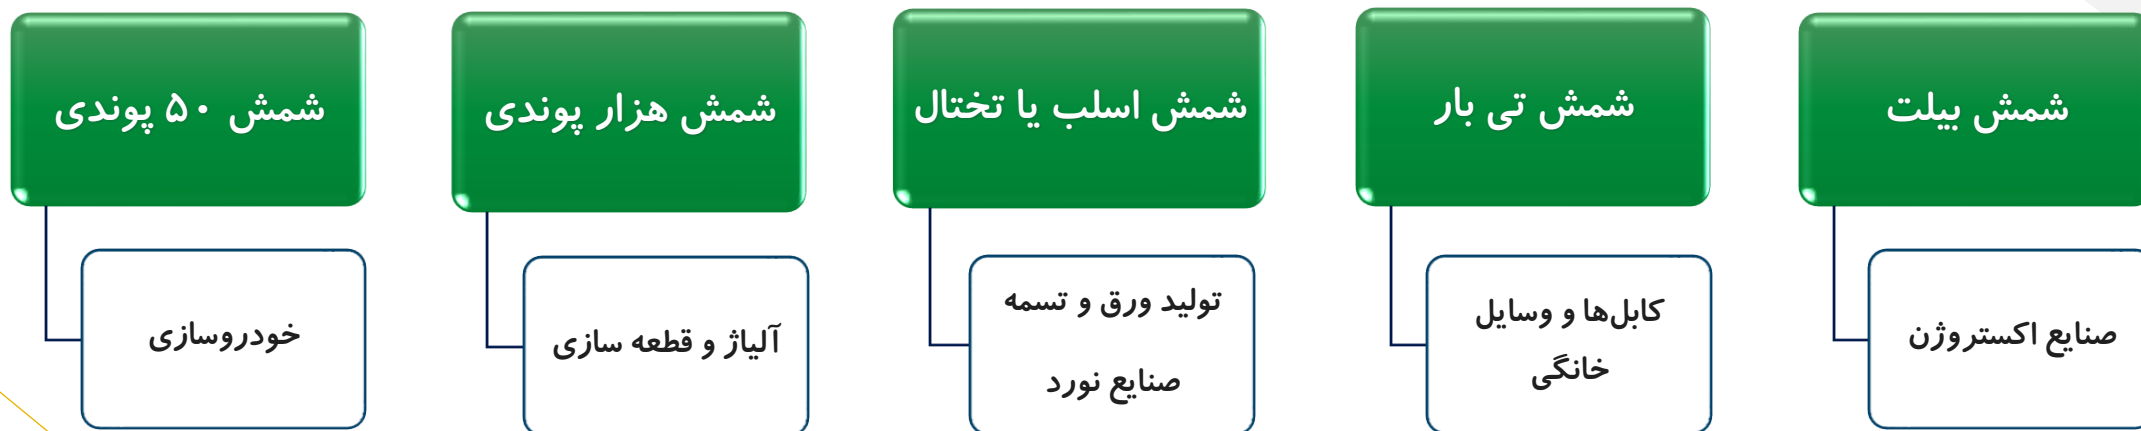 شمش بیلت
صنایع اکستروژن
شمش تی بار
کابل‌ها و وسایل
خانگی
شمش اسلب یا تختال
تولید ورق و تسمه
صنایع نورد
شمش هزار پوندی
آلیاژ و قطعه سازی
شمش ۵۰ پوندی
خودروسازی